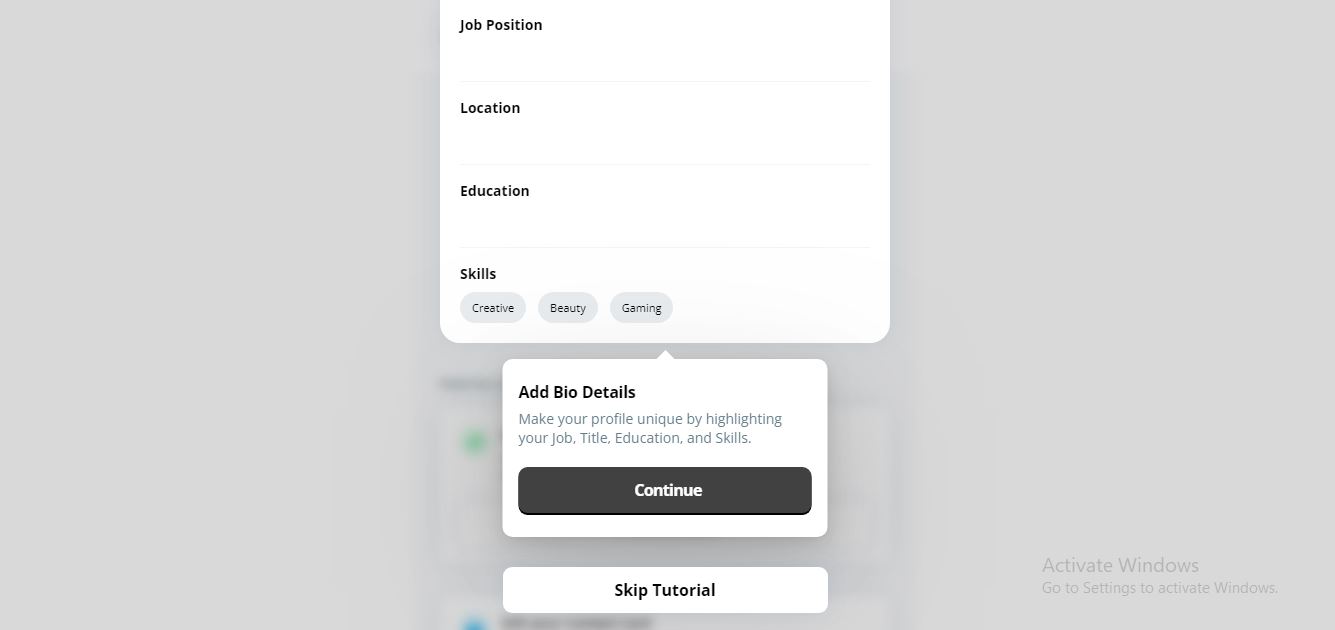 Job Position
Location
Education
Skills
Creative Beauty Gaming
Add Bio Details
Make your profile unique by highlighting
your Job, Title, Education, and Skills.
Continue
Skip Tutorial
Activate Windows
Go to Settings to activate Windows.